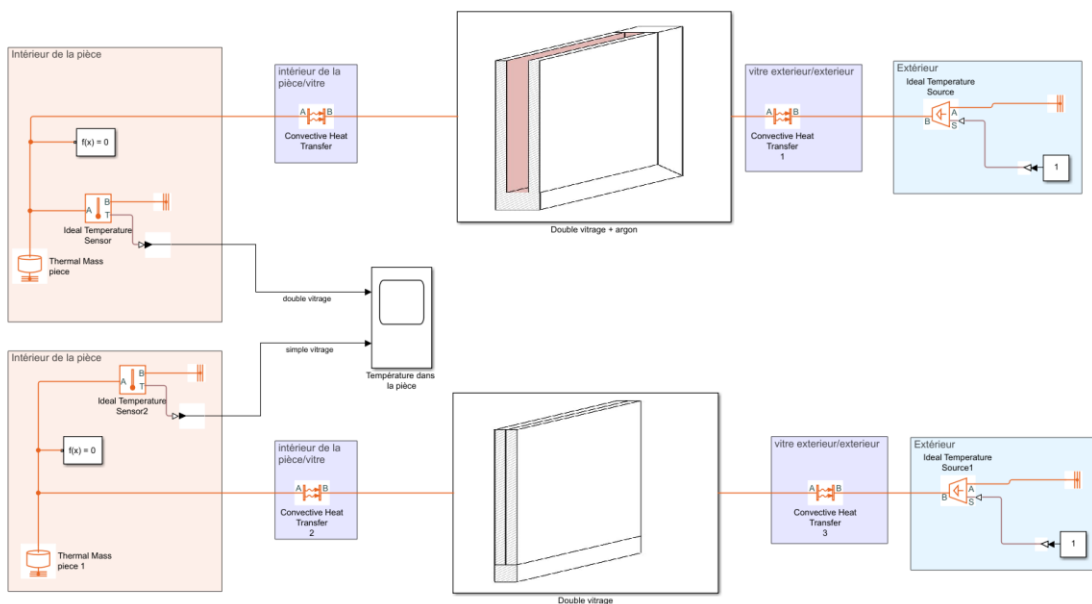 Intérieur de la pièce
f(x) = 0
A
B
T
Ideal Temperature
Sensor
Thermal Mass
piece
intérieur de la
pièce/vitre
A
B
Convective Heat
Transfer
Double vitrage + argon
vitre exterieur/exterieur
A
B
Convective Heat
Transfer
1
Extérieur
Ideal Temperature
Source
B
A
S
1
double vitrage
simple vitrage
Température dans
la pièce
Intérieur de la pièce
A
B
T
Ideal Temperature
Sensor2
f(x) = 0
Thermal Mass
piece 1
intérieur de la
pièce/vitre
A
B
Convective Heat
Transfer
2
Double vitrage
vitre exterieur/exterieur
A
B
Convective Heat
Transfer
3
Extérieur
Ideal Temperature
Source1
B
A
S
1